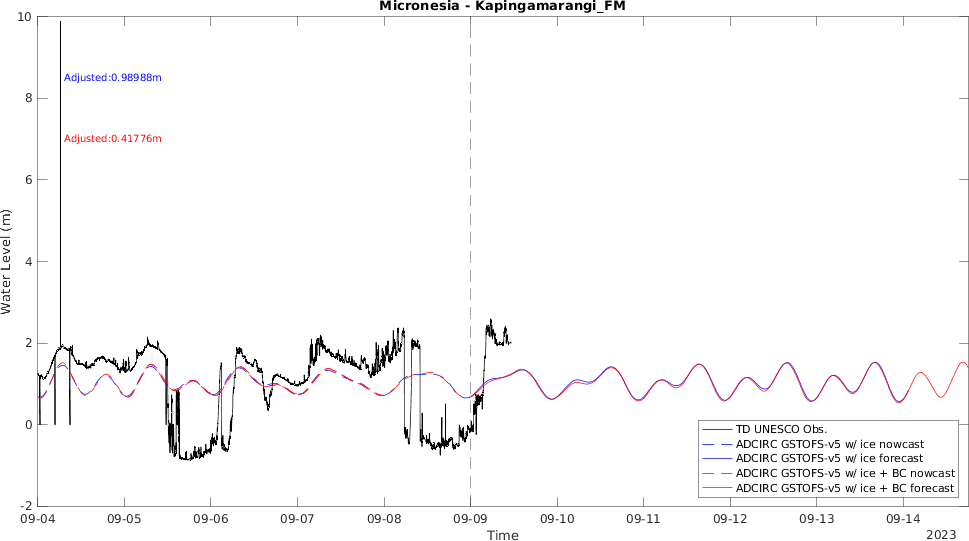 Micronesia - Kapingamarangi_FM
10
8
6
4
2
0
-2
Water Level (m)
Adjusted:0.98988m
Adjusted:0.41776m
TD UNESCO Obs.
ADCIRC GSTOFS-v5 w/ ice nowcast
ADCIRC GSTOFS-v5 w/ ice forecast
ADCIRC GSTOFS-v5 w/ ice + BC nowcast
ADCIRC GSTOFS-v5 w/ ice + BC forecast
09-04 09-05 09-06 09-07 09-08 09-09 09-10 09-11 09-12 09-13 09-14
Time
2023